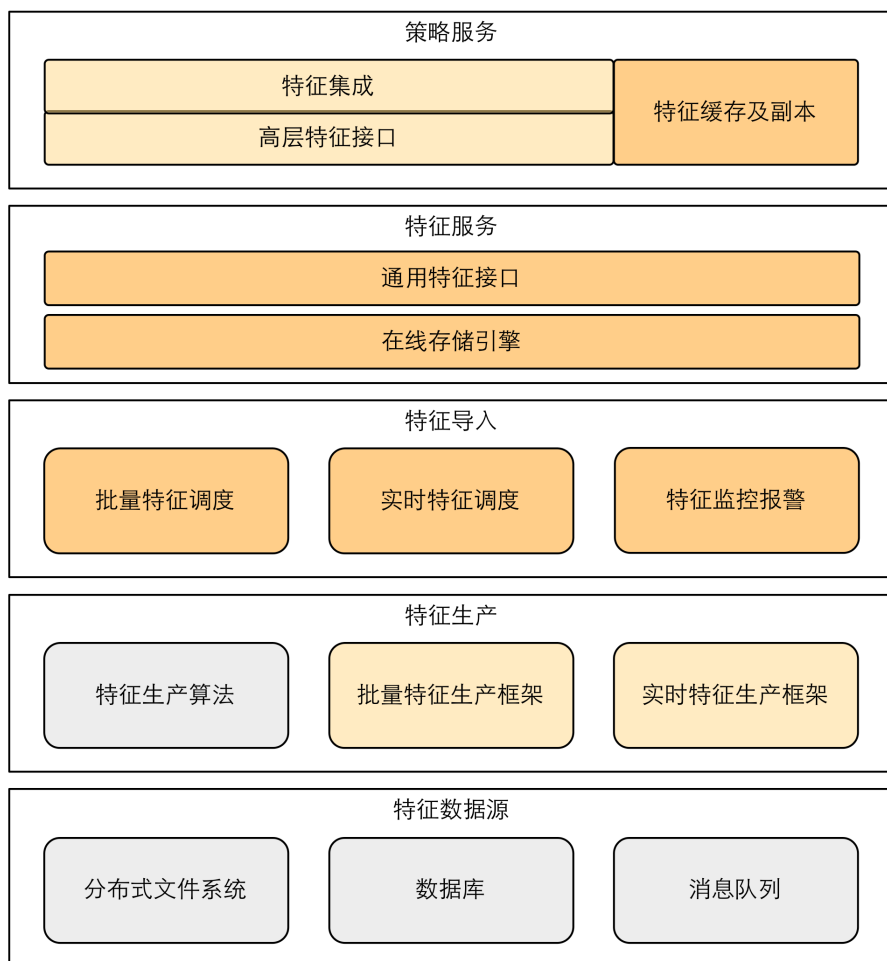 策略服务
特征集成
高层特征接口
特征缓存及副本
特征服务
通用特征接口
在线存储引擎
特征导入
批量特征调度
实时特征调度
特征监控报警
特征生产
特征生产算法
批量特征生产框架
实时特征生产框架
特征数据源
分布式文件系统
数据库
消息队列